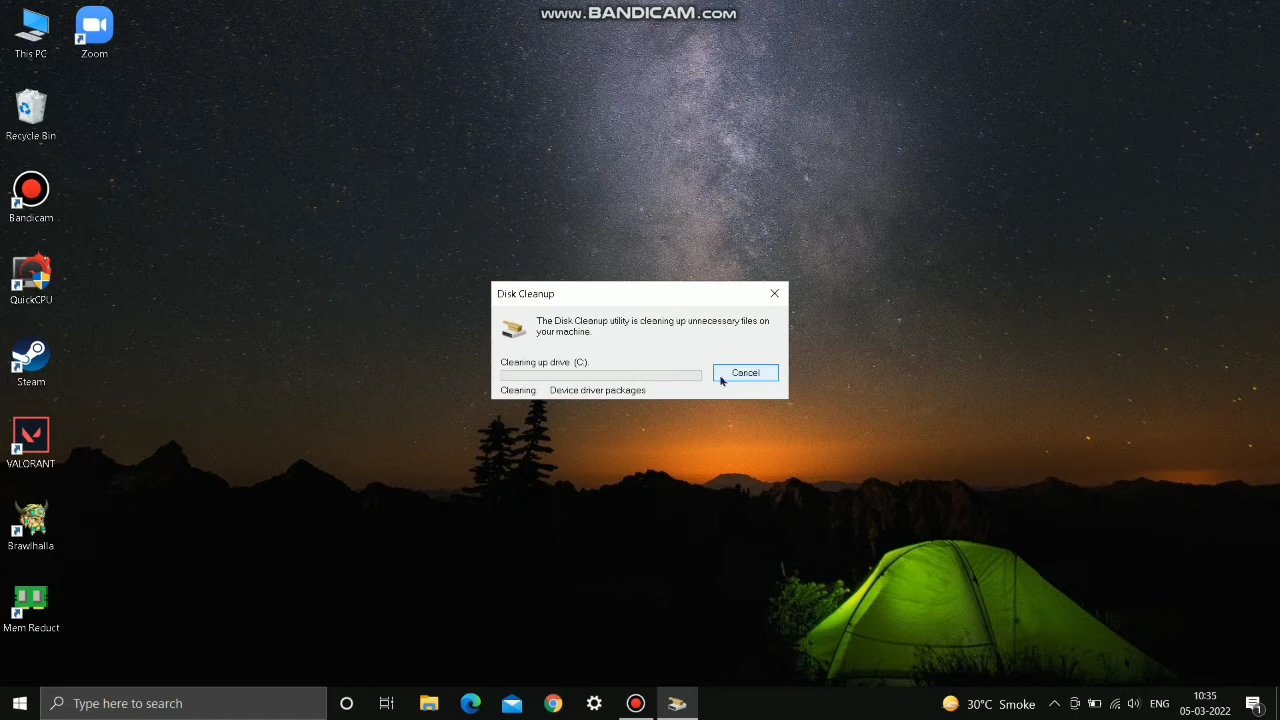 www.BANDICAM.com
This PC
Zoom
Recycle Bin
Bandicam
QuickCPU
Steam
VALORANT
Brawlhalla
Mem Reduct
Disk Cleanup
The Disk Cleanup utility is cleaning up unnecessary files on
your machine.
Cleaning up drive (C:).
Cancel
Cleaning: Device driver packages
Type here to search
30°C Smoke
ENG
10:35
05-03-2022
1